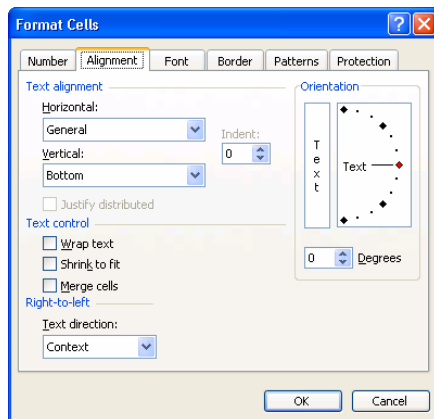 Format Cells
Number Alignment Font Border Patterns Protection
Text alignment
Horizontal:
General
Vertical:
Bottom
Indent:
0
Justify distributed
Text control
Wrap text
Shrink to fit
Merge cells
Right-to-left
Text direction:
Context
Orientation
Text
Text
0 Degrees
OK Cancel